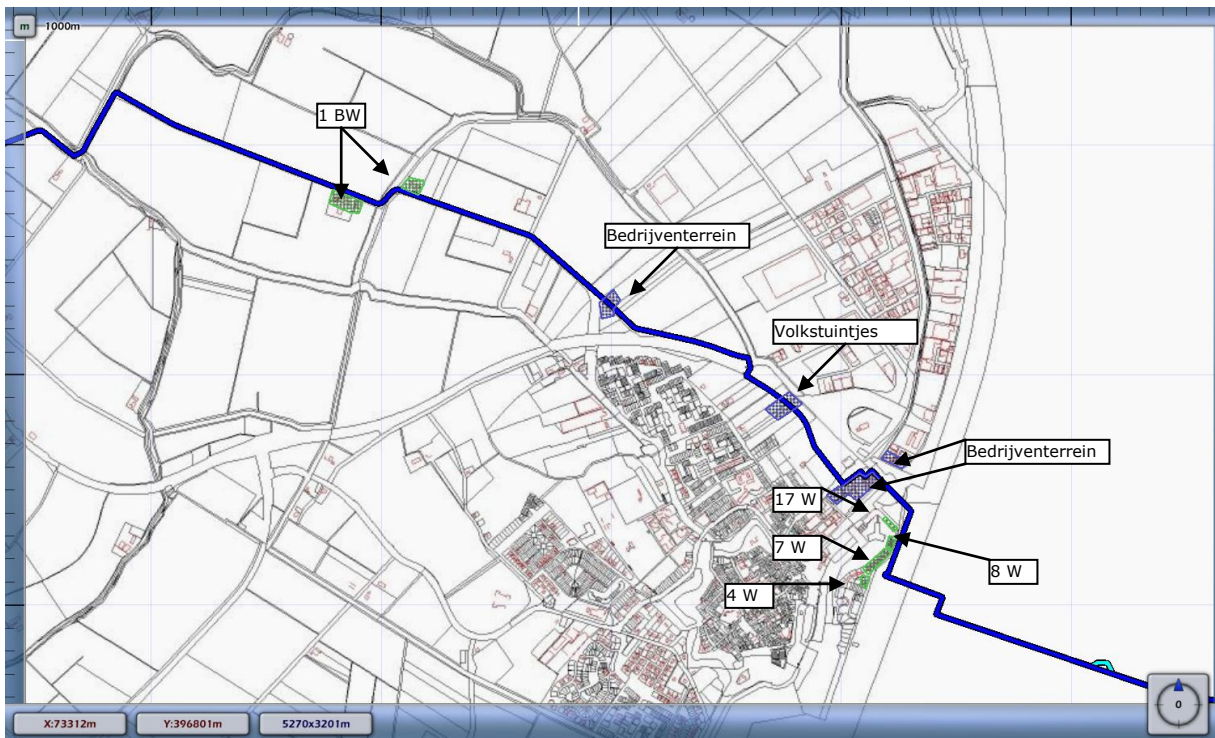 m
1000m
1 BW
Bedrijventerrein
Volkstuintjes
Bedrijventerrein
17 W
7 W
8 W
4 W
X:73312m
Y:396801m
5270x3201m
0